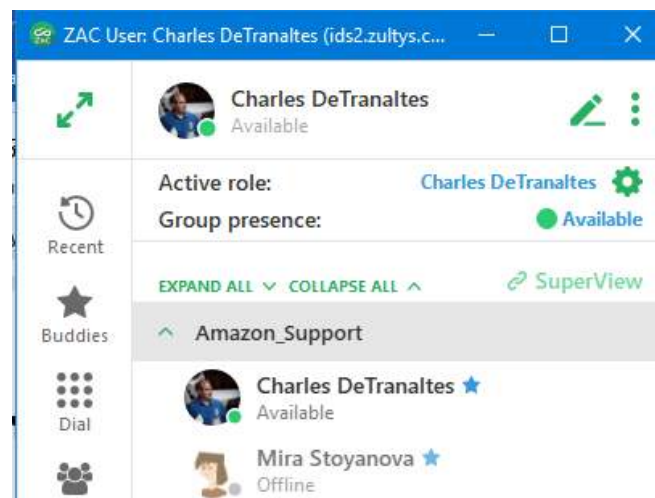 ZAC User: Charles DeTranaltes (ids2.zultys.c...
Charles DeTranaltes
Available
Active role: Charles DeTranaltes
Group presence: Available
Recent
EXPAND ALL COLLAPSE ALL SuperView
Buddies
Amazon_Support
Charles DeTranaltes
Available
Dial
Mira Stoyanova
Offline